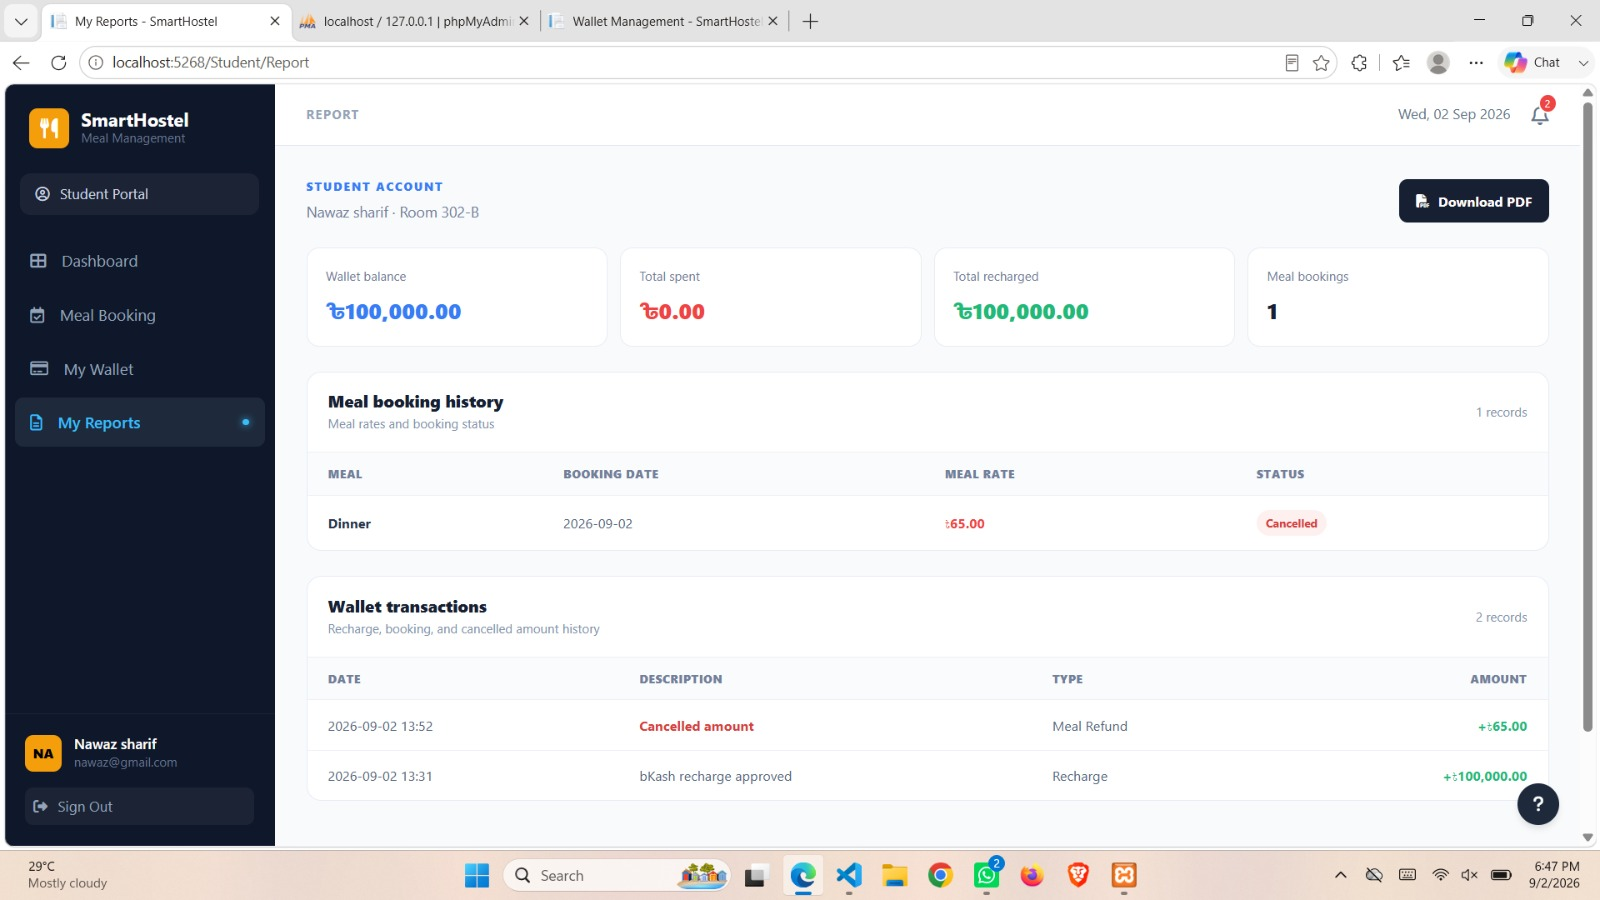 My Reports - SmartHostel
localhost / 127.0.0.1 | phpMyAdmin
Wallet Management - SmartHostel
localhost:5268/Student/Report
Chat
SmartHostel
Meal Management
Student Portal
Dashboard
Meal Booking
My Wallet
My Reports
NA
Nawaz sharif
nawaz@gmail.com
Sign Out
REPORT
Wed, 02 Sep 2026
2
STUDENT ACCOUNT
Nawaz sharif · Room 302-B
Download PDF
Wallet balance
৳100,000.00
Total spent
৳0.00
Total recharged
৳100,000.00
Meal bookings
1
Meal booking history
Meal rates and booking status
1 records
MEAL BOOKING DATE MEAL RATE STATUS
Dinner 2026-09-02 ৳65.00 Cancelled
Wallet transactions
Recharge, booking, and cancelled amount history
2 records
DATE DESCRIPTION TYPE AMOUNT
2026-09-02 13:52 Cancelled amount Meal Refund +৳65.00
2026-09-02 13:31 bKash recharge approved Recharge +৳100,000.00
?
29°C
Mostly cloudy
Search
2
6:47 PM
9/2/2026